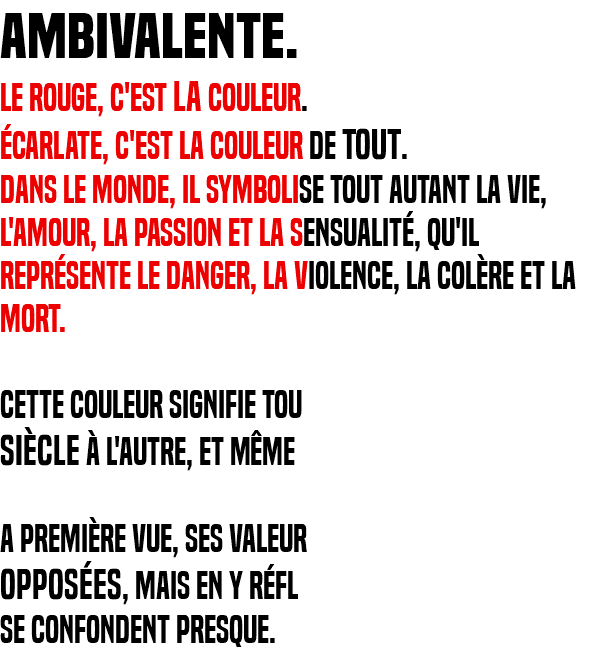 AMBIVALENTE.
LE ROUGE, C'EST LA COULEUR.
ÉCARLATE, C'EST LA COULEUR DE TOUT.
DANS LE MONDE, IL SYMBOLISE TOUT AUTANT LA VIE,
L'AMOUR, LA PASSION ET LA SENSUALITÉ, QU'IL
REPRÉSENTE LE DANGER, LA VIOLENCE, LA COLÈRE ET LA
MORT.
CETTE COULEUR SIGNIFIE TOU
SIÈCLE À L'AUTRE, ET MÊME
A PREMIÈRE VUE, SES VALEUR
OPPOSÉES, MAIS EN Y RÉFL
SE CONFONDENT PRESQUE.